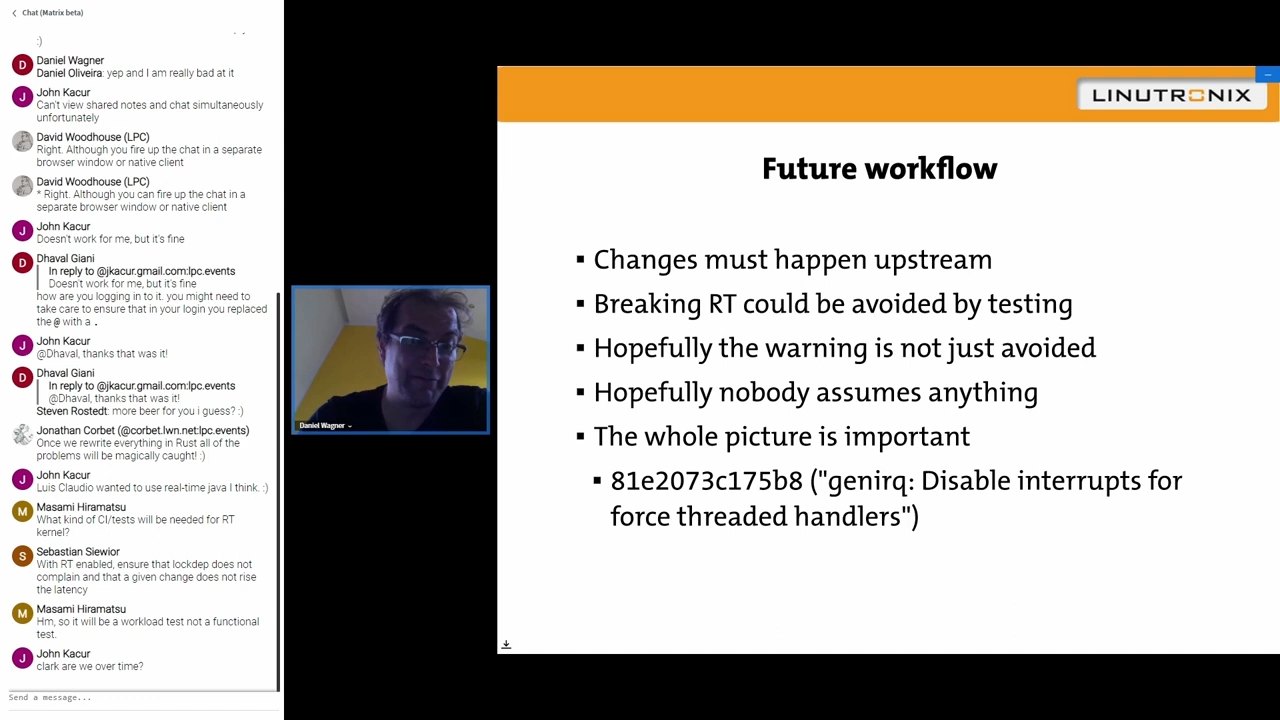 Chat (Matrix beta)
:)
Daniel Wagner
Daniel Oliveira: yep and I am really bad at it
John Kacur
Can't view shared notes and chat simultaneously
unfortunately
David Woodhouse (LPC)
Right. Although you fire up the chat in a separate
browser window or native client
David Woodhouse (LPC)
* Right. Although you can fire up the chat in a
separate browser window or native client
John Kacur
Doesn't work for me, but it's fine
Dhaval Giani
In reply to @jkacur.gmail.com:lpc.events
Doesn't work for me, but it's fine
how are you logging in to it. you might need to
take care to ensure that in your login you replaced
the @ with a .
John Kacur
@Dhaval, thanks that was it!
Dhaval Giani
In reply to @jkacur.gmail.com:lpc.events
@Dhaval, thanks that was it!
Steven Rostedt: more beer for you i guess? :)
Jonathan Corbet (@corbet.lwn.net:lpc.events)
Once we rewrite everything in Rust all of the
problems will be magically caught! :)
John Kacur
Luis Claudio wanted to use real-time java I think. :)
Masami Hiramatsu
What kind of CI/tests will be needed for RT
kernel?
Sebastian Siewior
With RT enabled, ensure that lockdep does not
complain and that a given change does not rise
the latency
Masami Hiramatsu
Hm, so it will be a workload test not a functional
test.
John Kacur
clark are we over time?
Send a message...
Daniel Wagner
LINUTRONIX
Future workflow
▪ Changes must happen upstream
▪ Breaking RT could be avoided by testing
▪ Hopefully the warning is not just avoided
▪ Hopefully nobody assumes anything
▪ The whole picture is important
▪ 81e2073c175b8 ("genirq: Disable interrupts for
force threaded handlers")